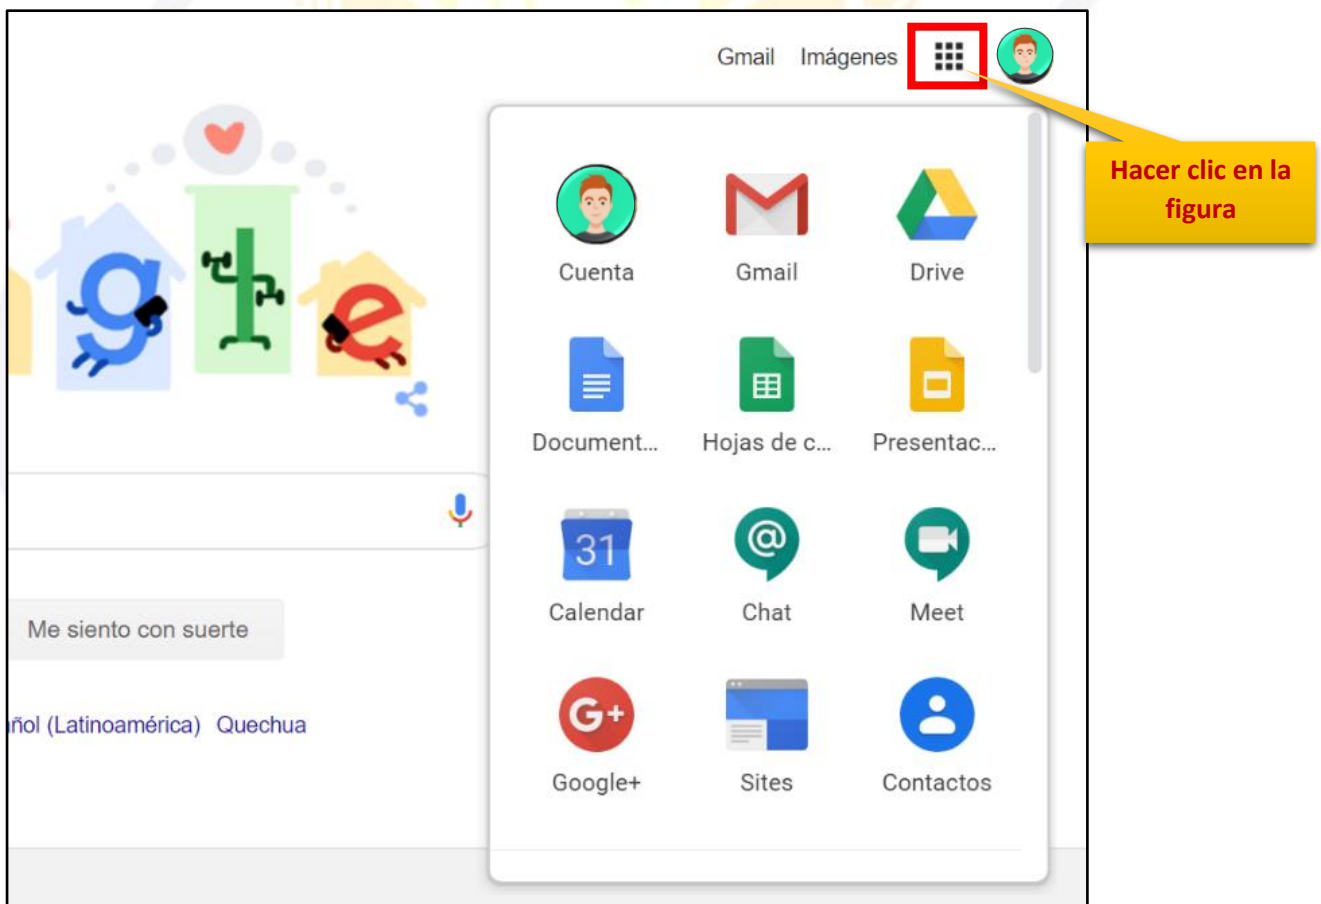 Gmail Imágenes
Hacer clic en la
figura
Cuenta Gmail Drive
Document... Hojas de c... Presentac...
31
Calendar Chat Meet
G+
Google+ Sites Contactos
g e
Me siento con suerte
ñol (Latinoamérica) Quechua